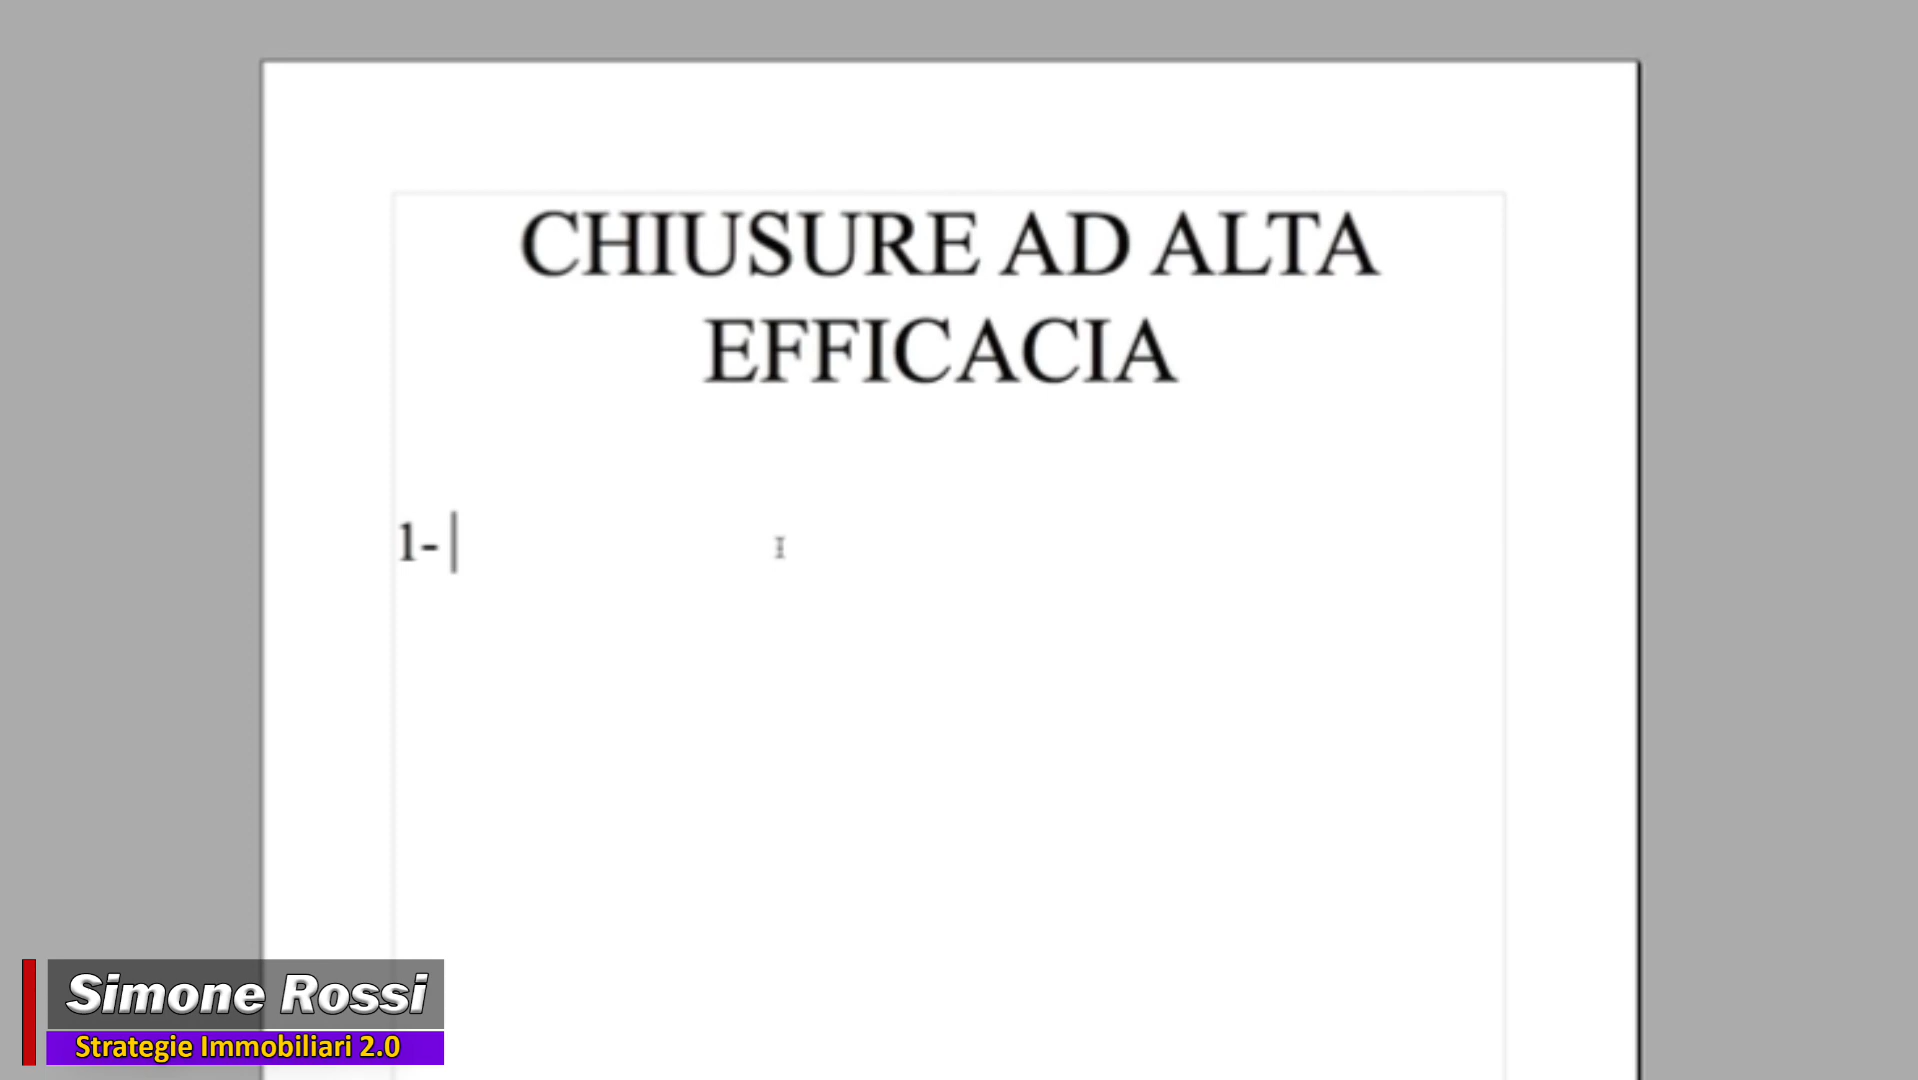 CHIUSURE AD ALTA
EFFICACIA
1-
Simone Rossi
Strategie Immobiliari 2.0